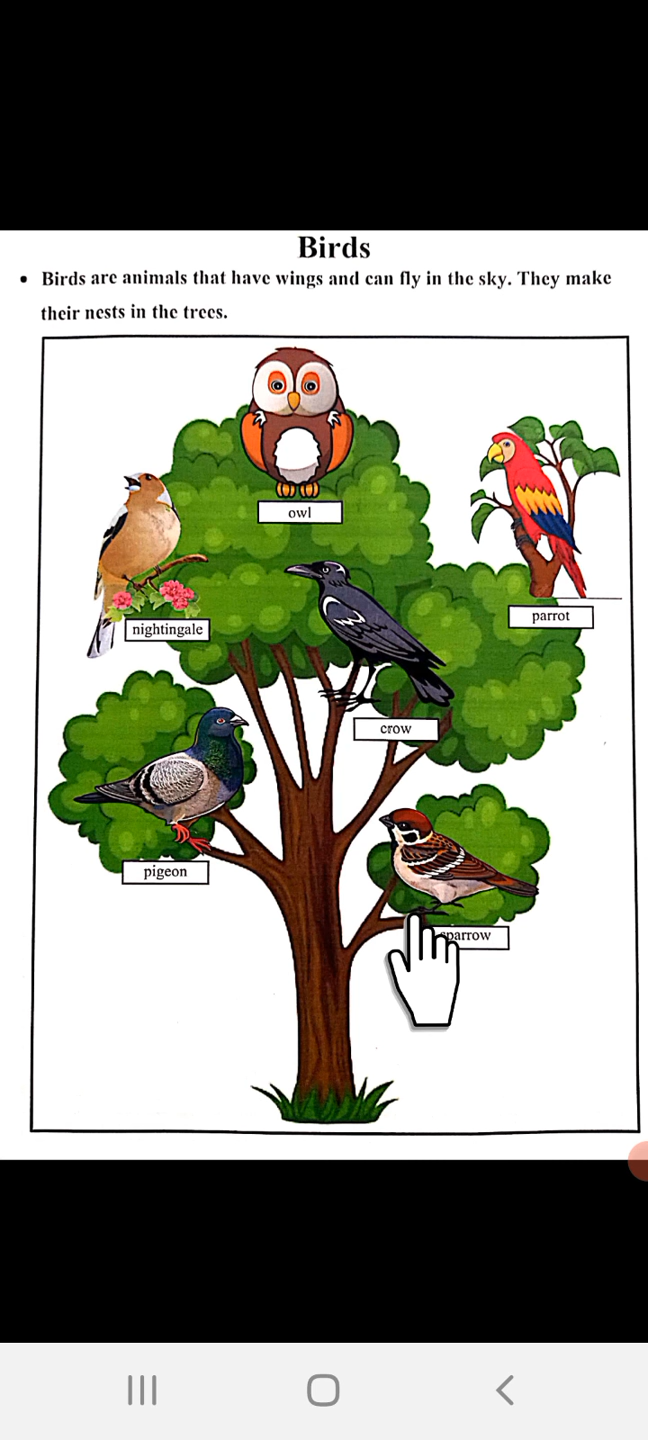 Birds
• Birds are animals that have wings and can fly in the sky. They make
their nests in the trees.
owl
parrot
nightingale
crow
pigeon
sparrow